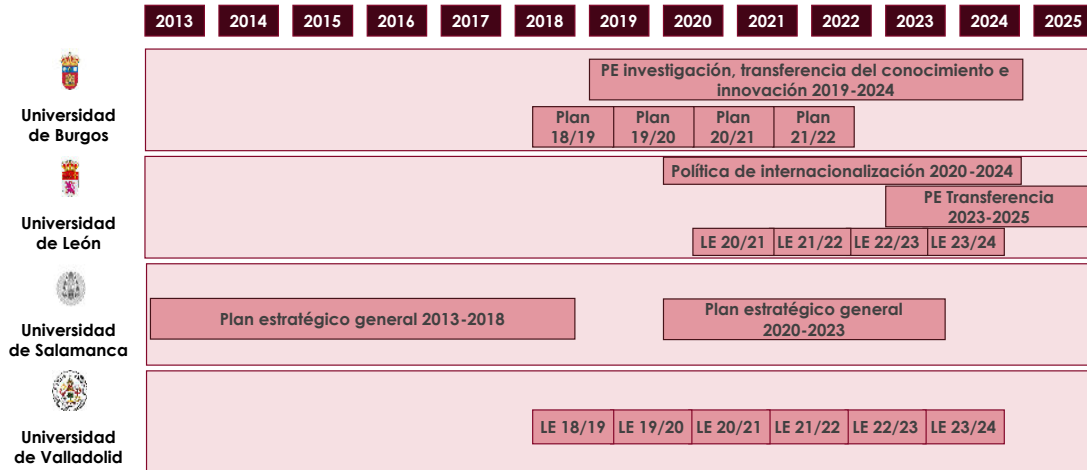 2013 2014 2015 2016 2017 2018 2019 2020 2021 2022 2023 2024 2025
Universidad
de Burgos
PE investigación, transferencia del conocimiento e
innovación 2019-2024
Plan
18/19
Plan
19/20
Plan
20/21
Plan
21/22
Universidad
de León
Política de internacionalización 2020-2024
PE Transferencia
2023-2025
LE 20/21 LE 21/22 LE 22/23 LE 23/24
Universidad
de Salamanca
Plan estratégico general 2013-2018
Plan estratégico general
2020-2023
Universidad
de Valladolid
LE 18/19 LE 19/20 LE 20/21 LE 21/22 LE 22/23 LE 23/24